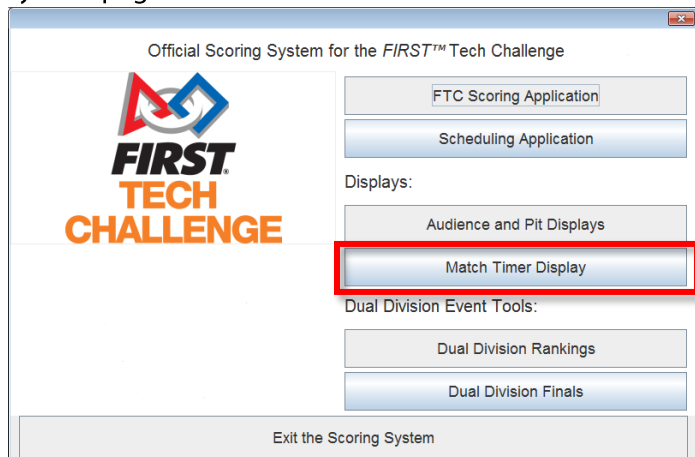 Official Scoring System for the FIRST™ Tech Challenge
FTC Scoring Application
Scheduling Application
FIRST®
TECH
CHALLENGE
Displays:
Audience and Pit Displays
Match Timer Display
Dual Division Event Tools:
Dual Division Rankings
Dual Division Finals
Exit the Scoring System